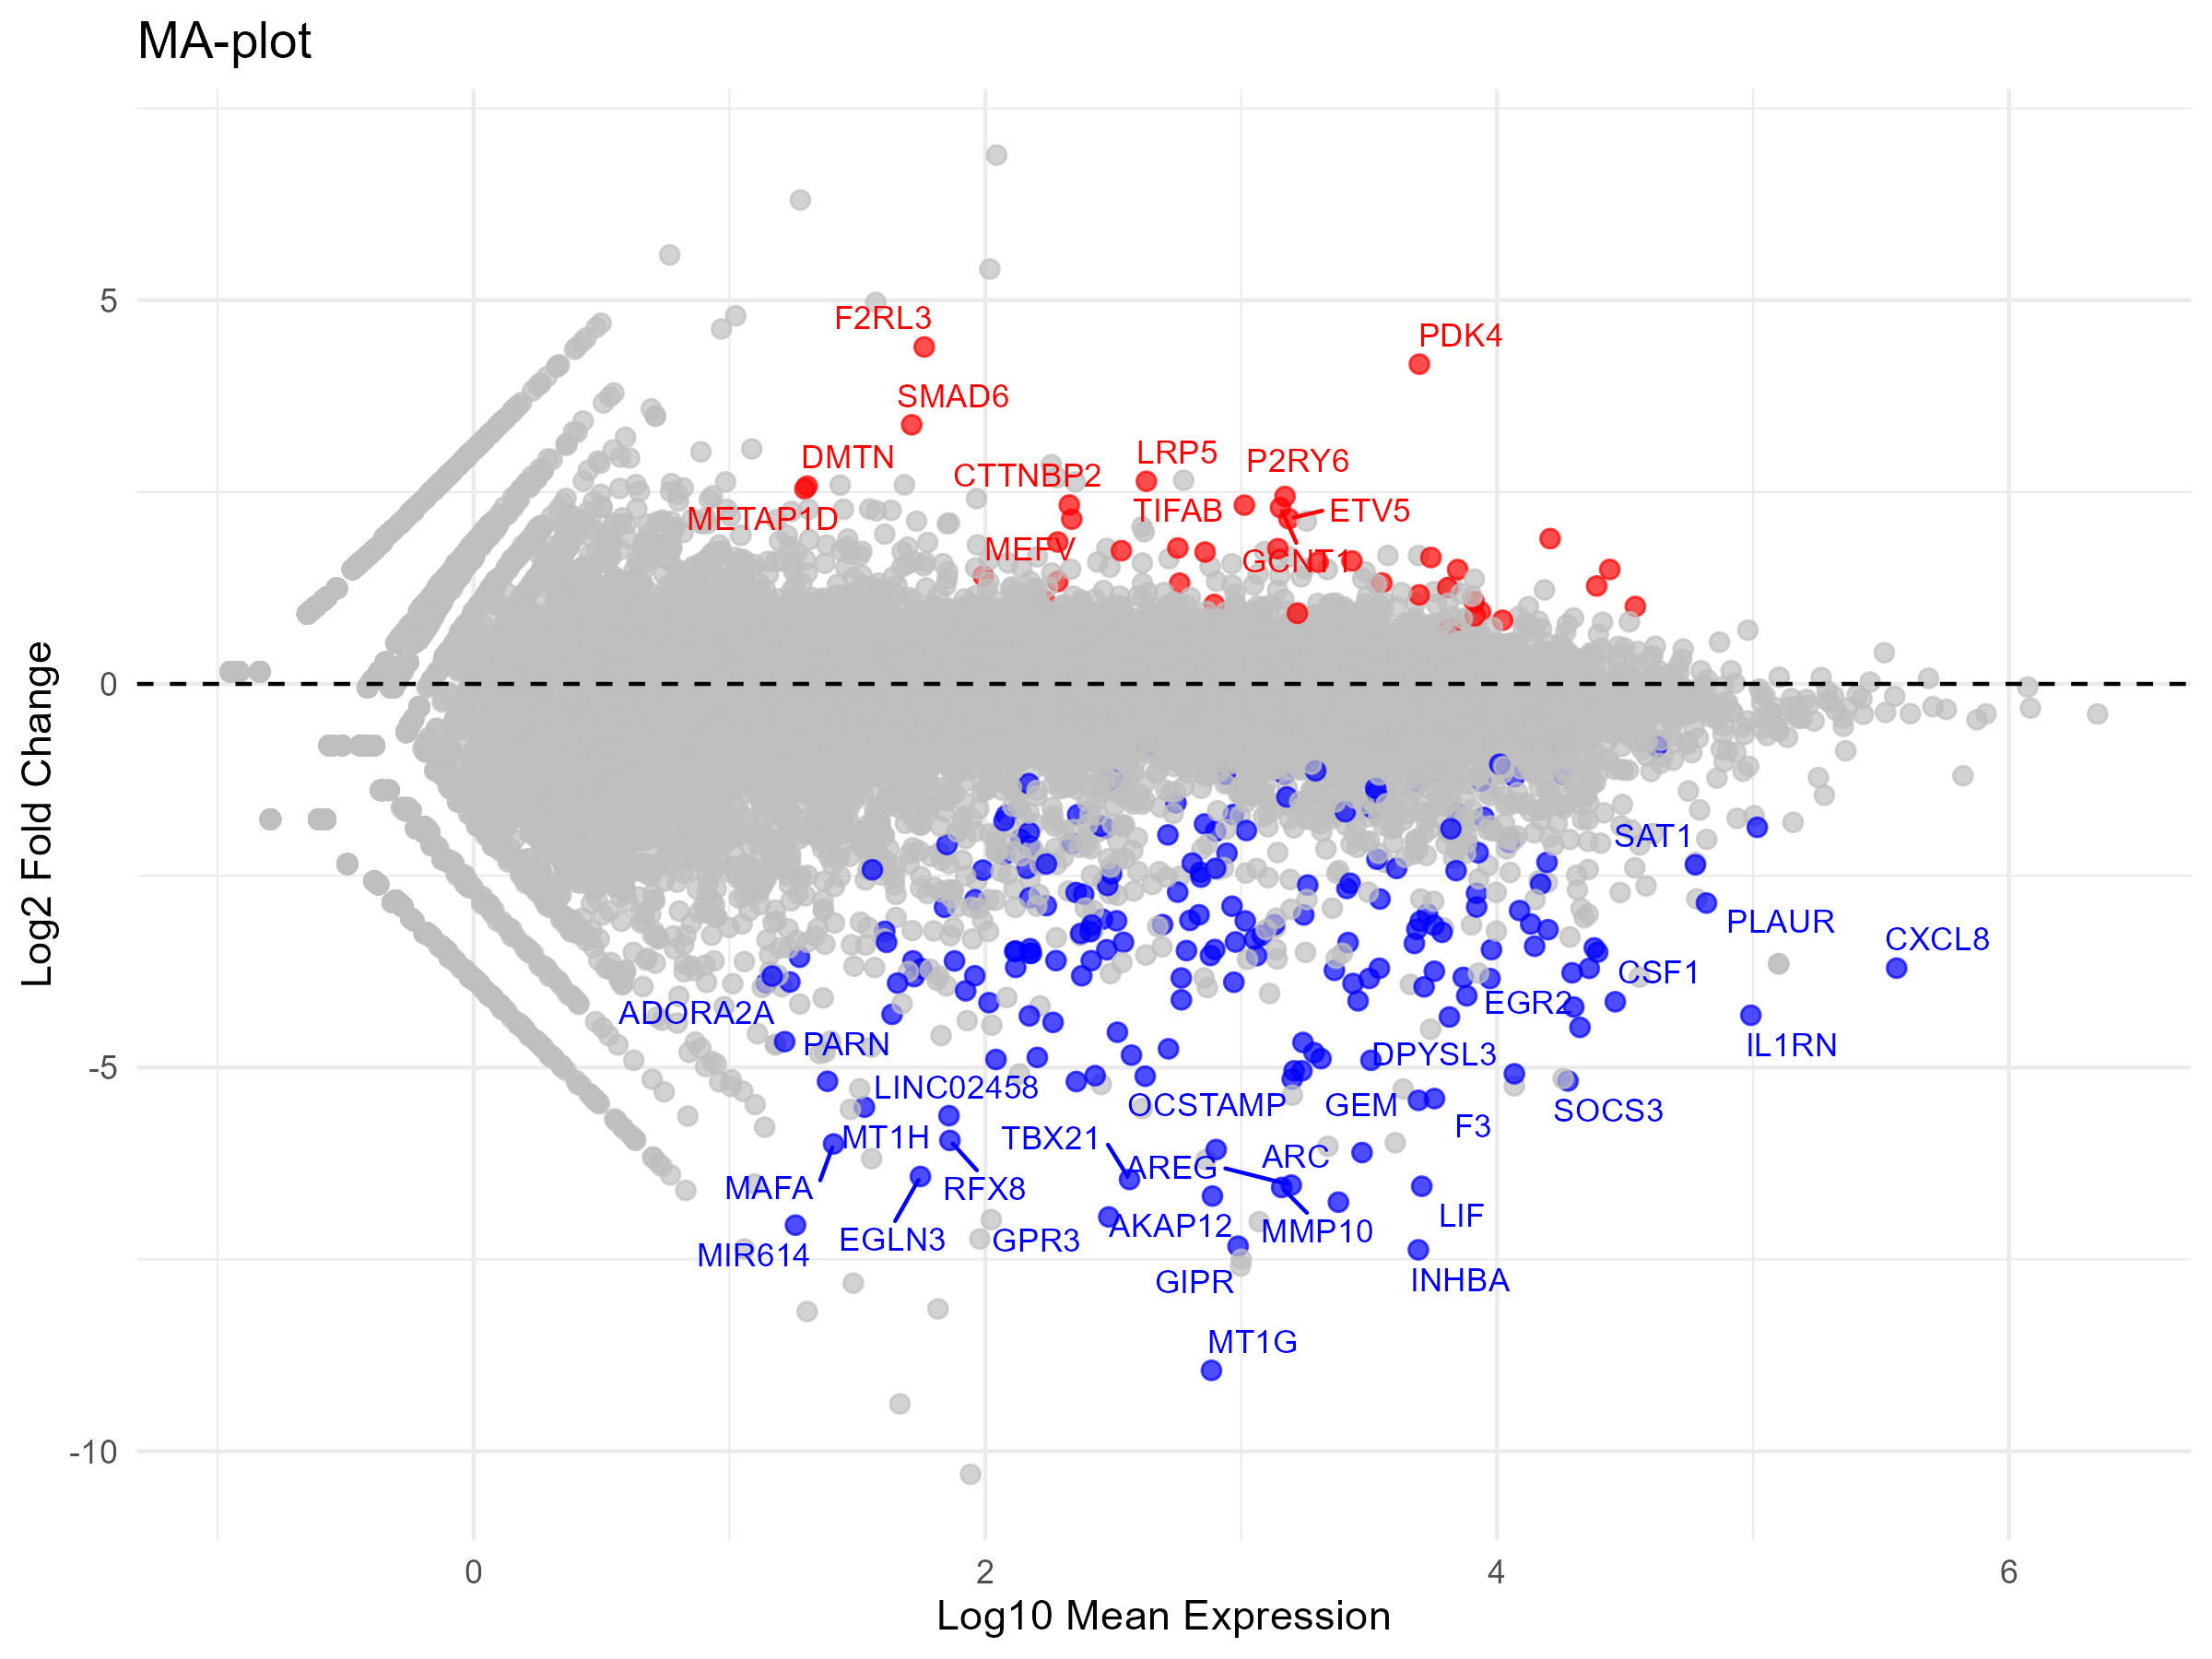 MA-plot
Log2 Fold Change
5
0
-5
-10
F2RL3
PDK4
SMAD6
DMTN
LRP5
P2RY6
CTTNBP2
METAP1D
TIFAB
ETV5
MEFV
GCNT1
SAT1
PLAUR
CXCL8
CSF1
EGR2
ADORA2A
PARN
DPYSL3
IL1RN
LINC02458
OCSTAMP
GEM
SOCS3
F3
MT1H
TBX21
AREG
ARC
MAFA
RFX8
LIF
AKAP12
MMP10
EGLN3
GPR3
MIR614
GIPR
INHBA
MT1G
0
2
4
6
Log10 Mean Expression